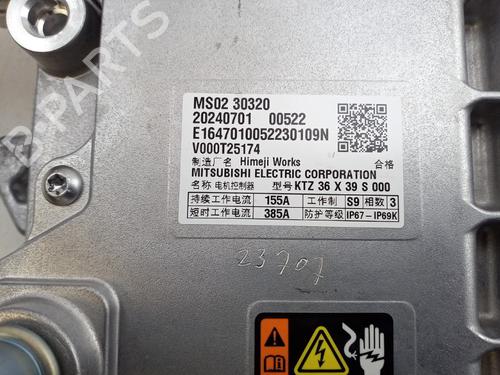 MS02 30320
20240701 00522
E1647010052230109N
V000T25174
制造厂名 Himeji Works 合格
MITSUBISHI ELECTRIC CORPORATION
名称 电机控制器 型号 KTZ 36 X 39 S 000
持续工作电流 155A 工作制 S9 相数 3
短时工作电流 385A 防护等级 IP67-IP69K
23707
B-PARTS